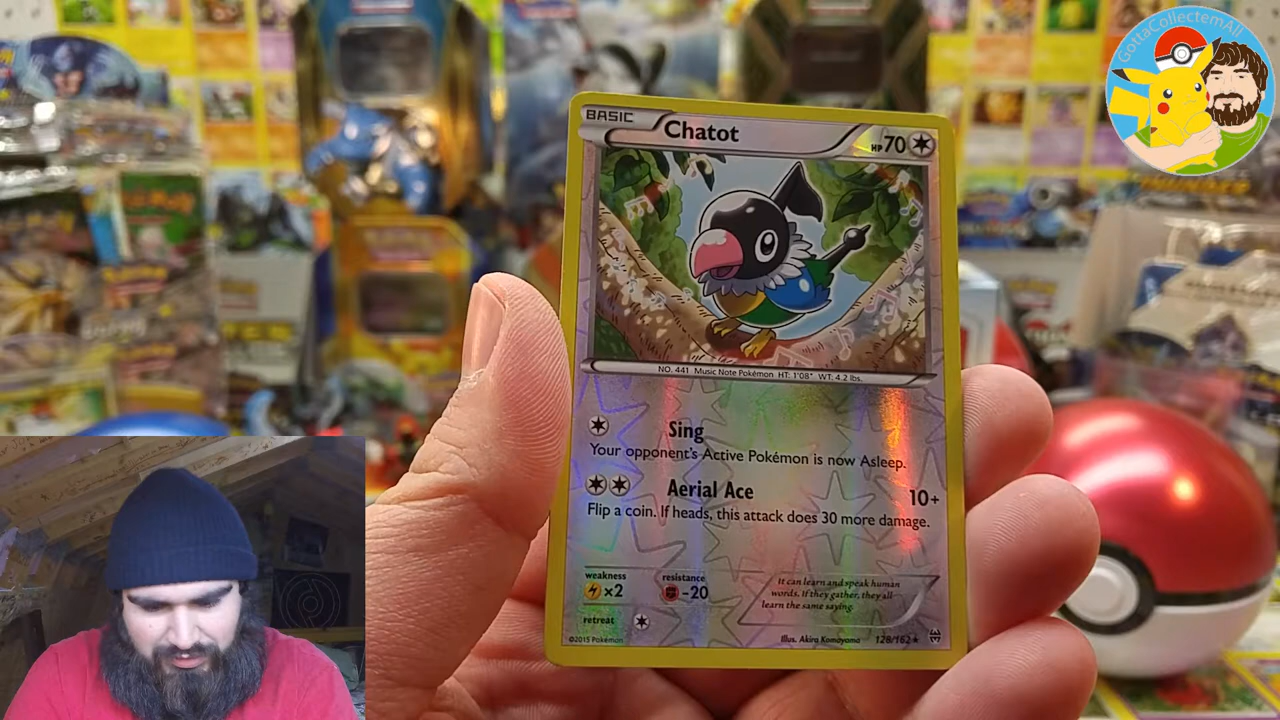 GottaCollectemAll
BASIC
Chatot
HP 70
NO. 441 Music Note Pokémon HT: 1'08" WT: 4.2 lbs.
Sing
Your opponent's Active Pokémon is now Asleep.
Aerial Ace 10+
Flip a coin. If heads, this attack does 30 more damage.
weakness
×2
resistance
-20
retreat
It can learn and speak human
words. If they gather, they all
learn the same saying.
©2015 Pokémon
Illus. Akira Komayama
128/162